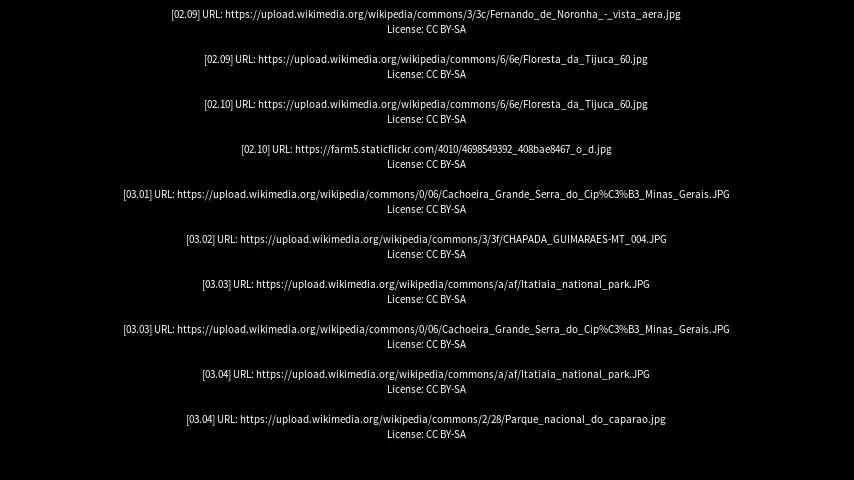 [02.09] URL: https://upload.wikimedia.org/wikipedia/commons/3/3c/Fernando_de_Noronha_-_vista_aera.jpg
License: CC BY-SA
[02.09] URL: https://upload.wikimedia.org/wikipedia/commons/6/6e/Floresta_da_Tijuca_60.jpg
License: CC BY-SA
[02.10] URL: https://upload.wikimedia.org/wikipedia/commons/6/6e/Floresta_da_Tijuca_60.jpg
License: CC BY-SA
[02.10] URL: https://farm5.staticflickr.com/4010/4698549392_408bae8467_o_d.jpg
License: CC BY-SA
[03.01] URL: https://upload.wikimedia.org/wikipedia/commons/0/06/Cachoeira_Grande_Serra_do_Cip%C3%B3_Minas_Gerais.JPG
License: CC BY-SA
[03.02] URL: https://upload.wikimedia.org/wikipedia/commons/3/3f/CHAPADA_GUIMARAES-MT_004.JPG
License: CC BY-SA
[03.03] URL: https://upload.wikimedia.org/wikipedia/commons/a/af/Itatiaia_national_park.JPG
License: CC BY-SA
[03.03] URL: https://upload.wikimedia.org/wikipedia/commons/0/06/Cachoeira_Grande_Serra_do_Cip%C3%B3_Minas_Gerais.JPG
License: CC BY-SA
[03.04] URL: https://upload.wikimedia.org/wikipedia/commons/a/af/Itatiaia_national_park.JPG
License: CC BY-SA
[03.04] URL: https://upload.wikimedia.org/wikipedia/commons/2/28/Parque_nacional_do_caparao.jpg
License: CC BY-SA